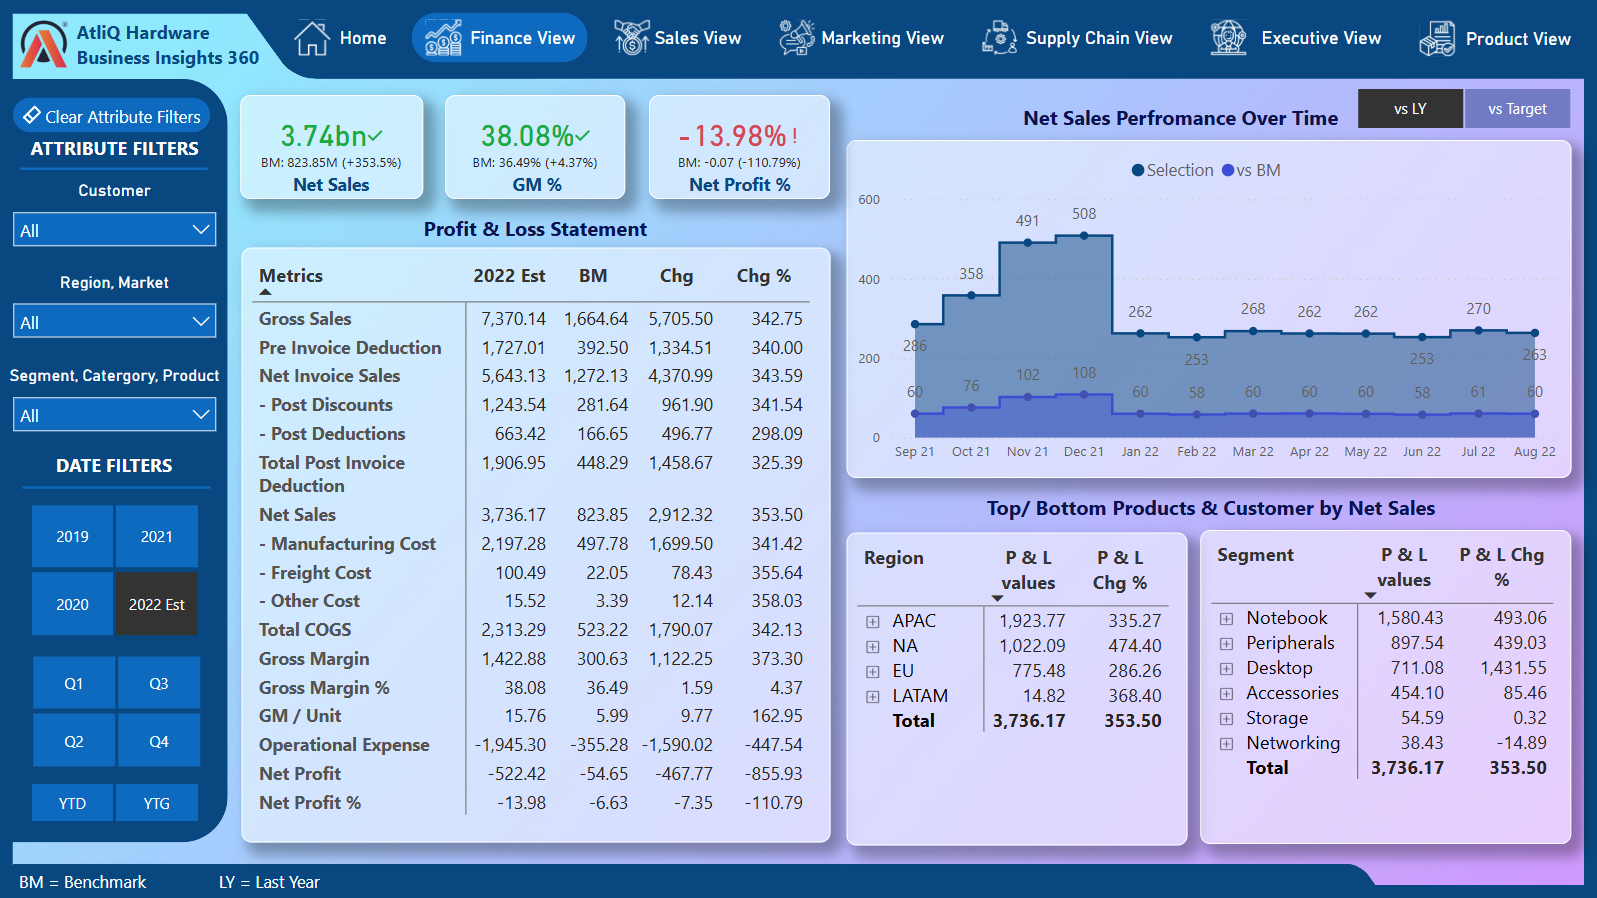 AtliQ Hardware
Business Insights 360
Home
Finance View
Sales View
Marketing View
Supply Chain View
Executive View
Product View
Clear Attribute Filters
ATTRIBUTE FILTERS
Customer
All
Region, Market
All
Segment, Catergory, Product
All
DATE FILTERS
2019 2021
2020 2022 Est
Q1 Q3
Q2 Q4
YTD YTG
3.74bn✓
BM: 823.85M (+353.5%)
Net Sales
38.08%✓
BM: 36.49% (+4.37%)
GM %
-13.98% !
BM: -0.07 (-110.79%)
Net Profit %
Profit & Loss Statement
Metrics 2022 Est BM Chg Chg %
Gross Sales 7,370.14 1,664.64 5,705.50 342.75
Pre Invoice Deduction 1,727.01 392.50 1,334.51 340.00
Net Invoice Sales 5,643.13 1,272.13 4,370.99 343.59
- Post Discounts 1,243.54 281.64 961.90 341.54
- Post Deductions 663.42 166.65 496.77 298.09
Total Post Invoice 1,906.95 448.29 1,458.67 325.39
Deduction
Net Sales 3,736.17 823.85 2,912.32 353.50
- Manufacturing Cost 2,197.28 497.78 1,699.50 341.42
- Freight Cost 100.49 22.05 78.43 355.64
- Other Cost 15.52 3.39 12.14 358.03
Total COGS 2,313.29 523.22 1,790.07 342.13
Gross Margin 1,422.88 300.63 1,122.25 373.30
Gross Margin % 38.08 36.49 1.59 4.37
GM / Unit 15.76 5.99 9.77 162.95
Operational Expense -1,945.30 -355.28 -1,590.02 -447.54
Net Profit -522.42 -54.65 -467.77 -855.93
Net Profit % -13.98 -6.63 -7.35 -110.79
Net Sales Perfromance Over Time
vs LY vs Target
Selection vs BM
600
400
200
0
286 358 491 508 262 253 268 262 262 253 270 263
60 76 102 108 60 58 60 60 60 58 61 60
Sep 21 Oct 21 Nov 21 Dec 21 Jan 22 Feb 22 Mar 22 Apr 22 May 22 Jun 22 Jul 22 Aug 22
Top/ Bottom Products & Customer by Net Sales
Region P & L P & L
values Chg %
APAC 1,923.77 335.27
NA 1,022.09 474.40
EU 775.48 286.26
LATAM 14.82 368.40
Total 3,736.17 353.50
Segment P & L P & L Chg
values %
Notebook 1,580.43 493.06
Peripherals 897.54 439.03
Desktop 711.08 1,431.55
Accessories 454.10 85.46
Storage 54.59 0.32
Networking 38.43 -14.89
Total 3,736.17 353.50
BM = Benchmark LY = Last Year